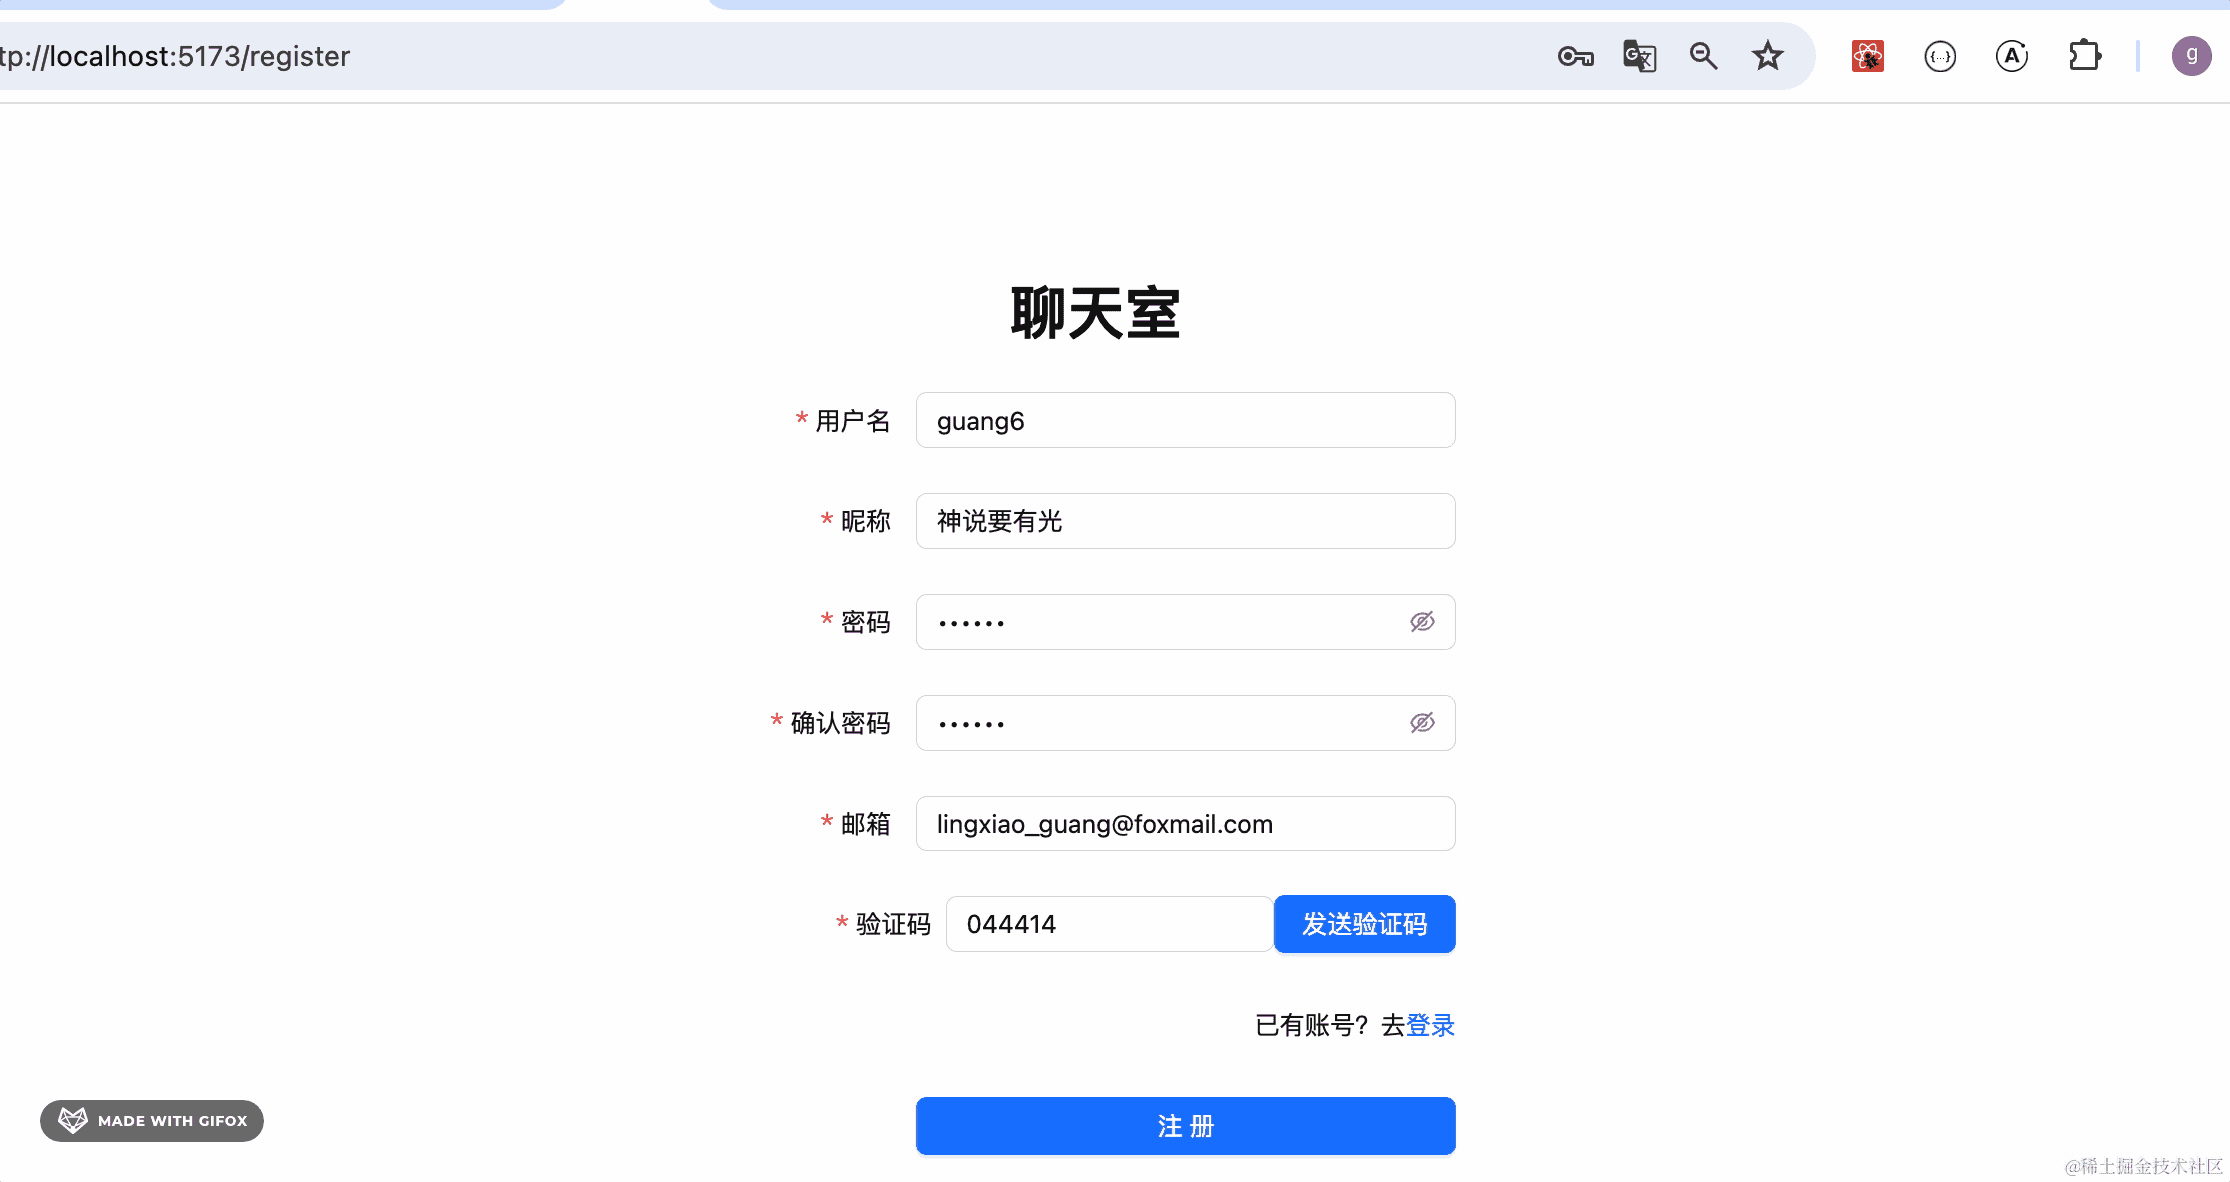 tp://localhost:5173/register
g
聊天室
* 用户名 guang6
* 昵称 神说要有光
* 密码 ••••••
* 确认密码 ••••••
* 邮箱 lingxiao_guang@foxmail.com
* 验证码 044414 发送验证码
已有账号？去登录
注 册
MADE WITH GIFOX
@稀土掘金技术社区